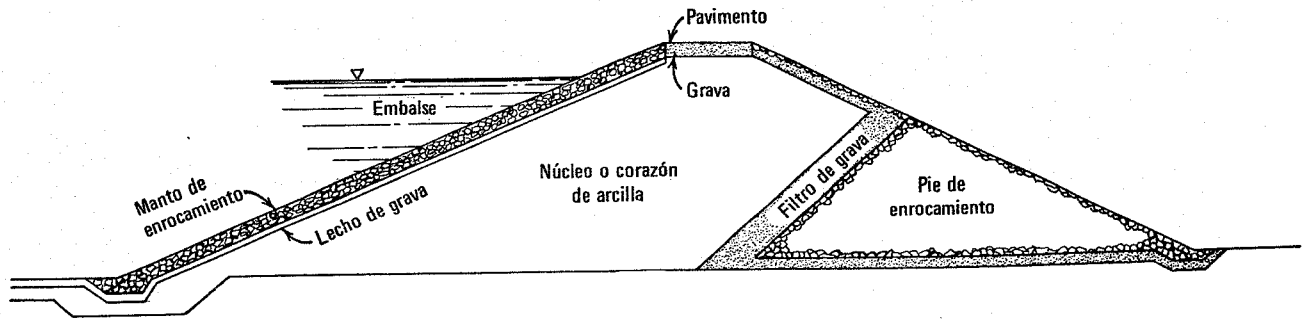 Pavimento
Grava
Embalse
Manto de
enrocamiento
Lecho de grava
Núcleo o corazón
de arcilla
Filtro de grava
Pie de
enrocamiento